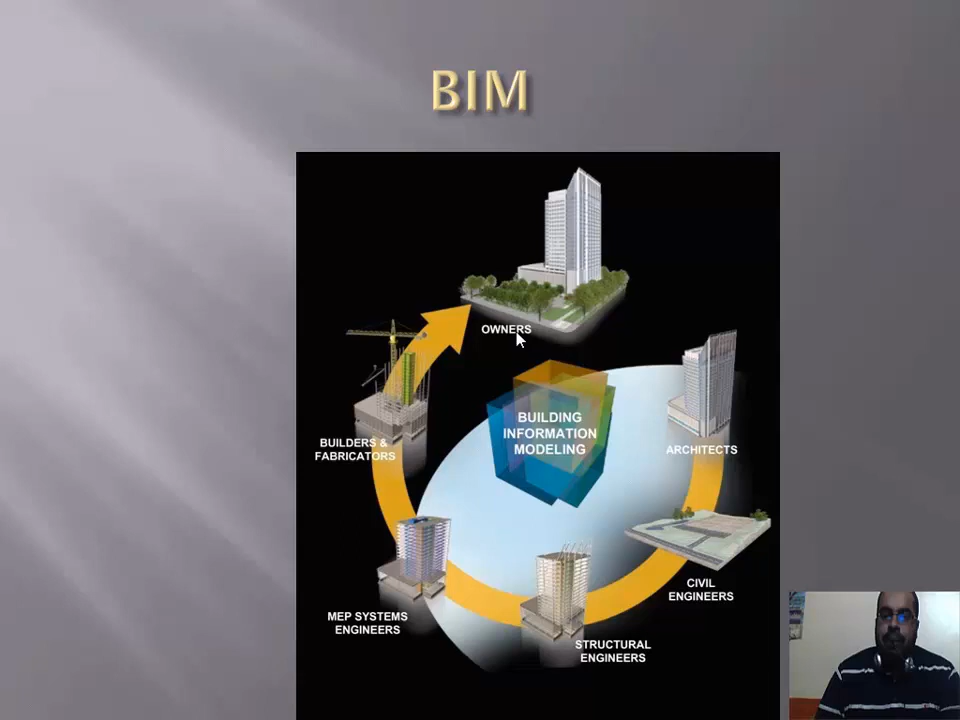 BIM
OWNERS
BUILDING
INFORMATION
MODELING
BUILDERS &
FABRICATORS
ARCHITECTS
CIVIL
ENGINEERS
MEP SYSTEMS
ENGINEERS
STRUCTURAL
ENGINEERS